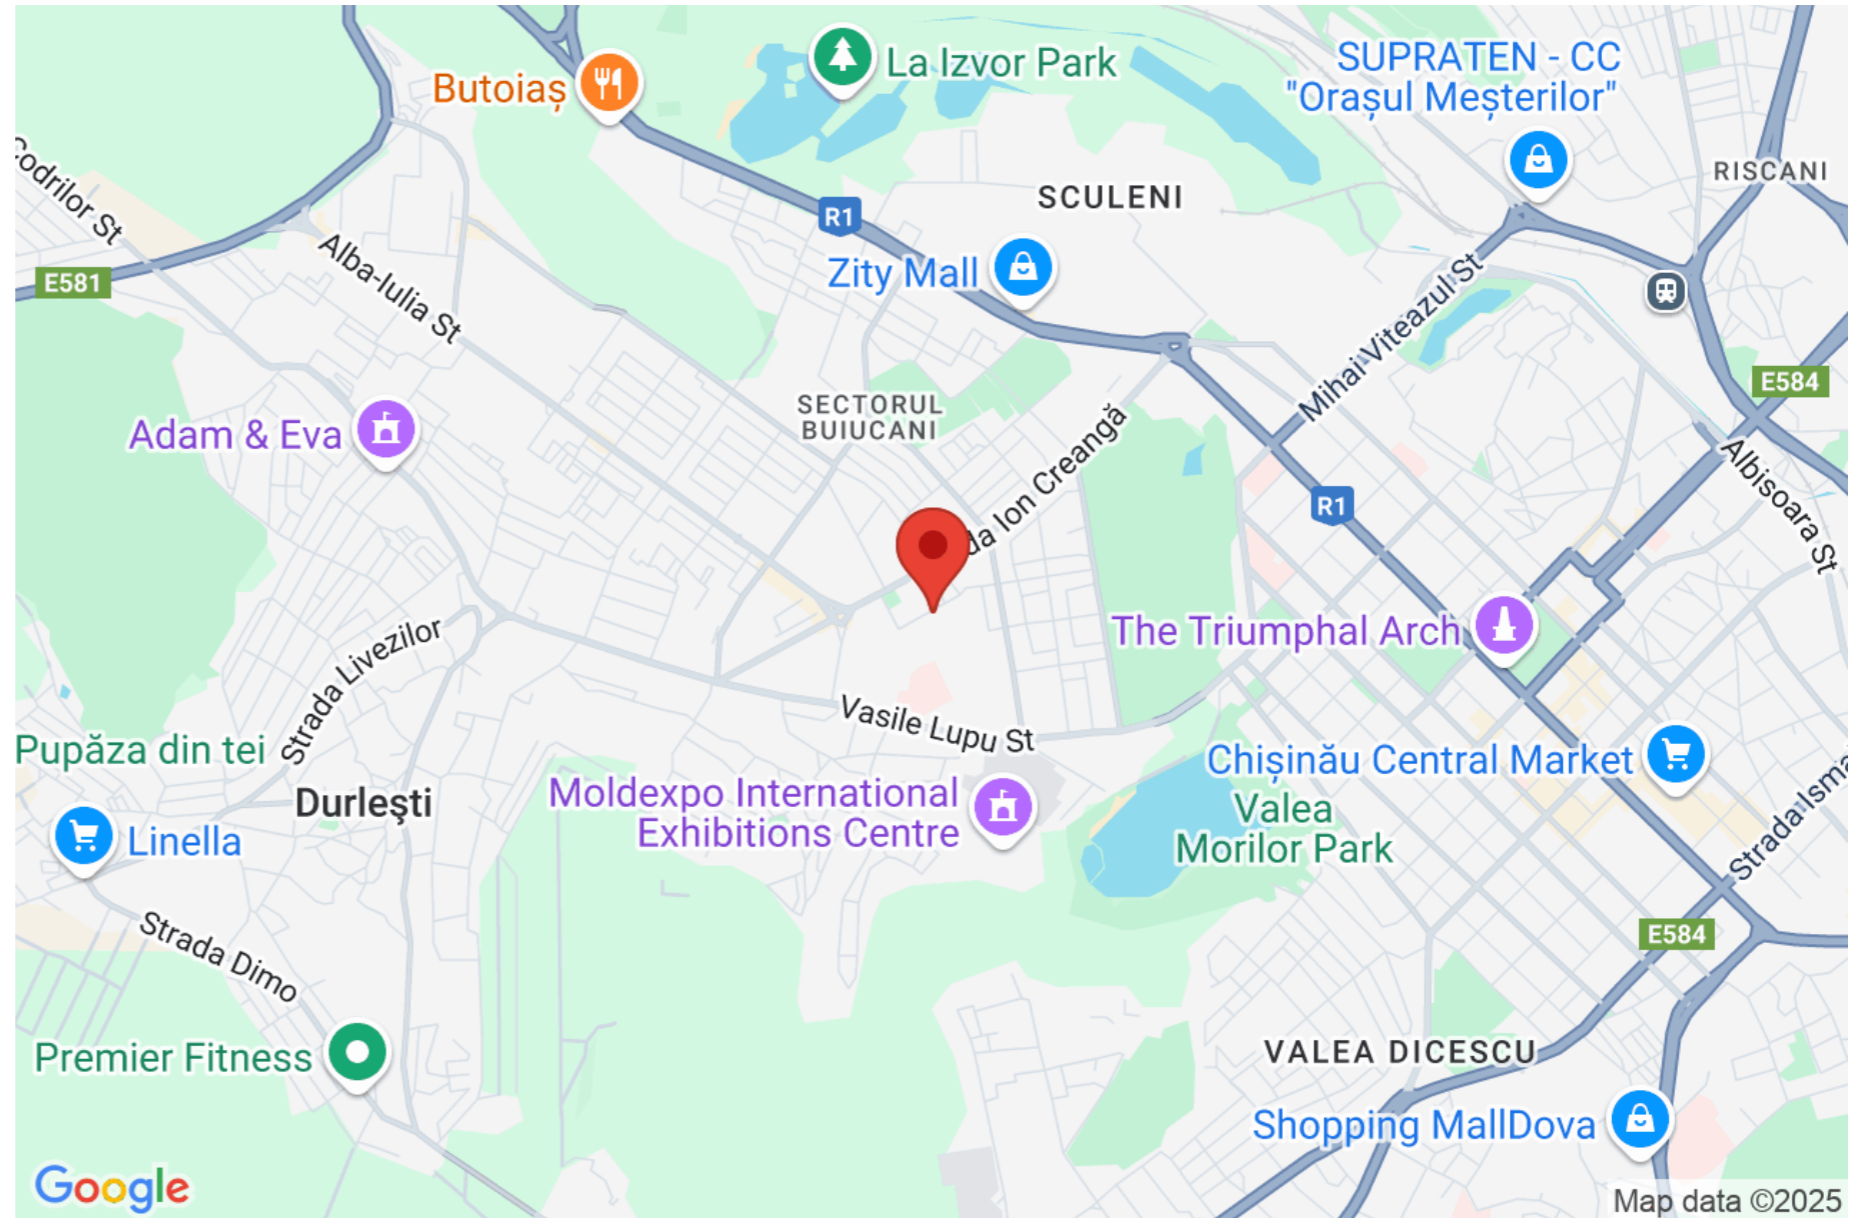 La Izvor Park
SUPRATEN - CC
"Orașul Meșterilor"
Butoiaș
RISCANI
Codrilor St
SCULENI
R1
Alba-Iulia St
Zity Mall
E581
Mihai Viteazul St
E584
SECTORUL
BUIUCANI
Adam & Eva
da Ion Creangă
R1
Albisoara St
The Triumphal Arch
Strada Livezilor
Vasile Lupu St
Pupăza din tei
Chișinău Central Market
Durleşti
Moldexpo International
Exhibitions Centre
Valea
Morilor Park
Strada Isma
Linella
E584
Strada Dimo
Premier Fitness
VALEA DICESCU
Shopping MallDova
Google
Map data ©2025